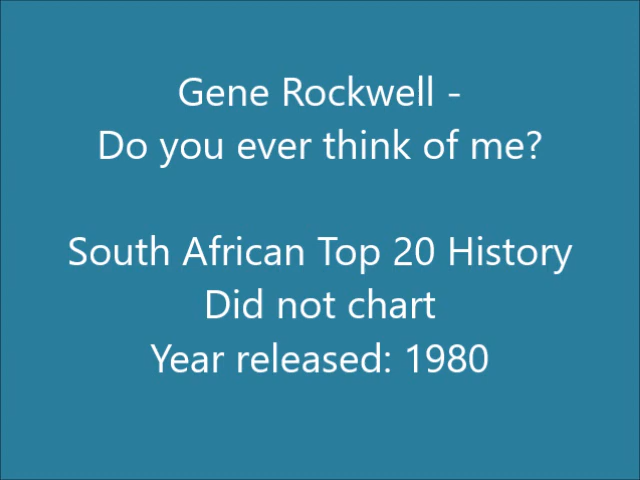 Gene Rockwell -
Do you ever think of me?
South African Top 20 History
Did not chart
Year released: 1980